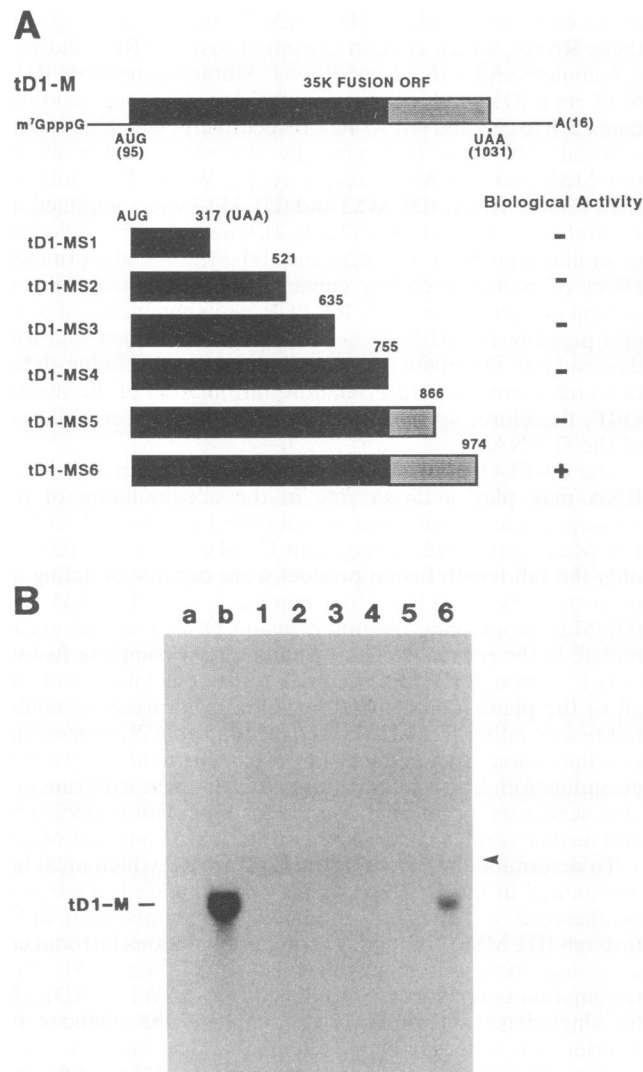 A
35K FUSION ORF
tD1-M
m7GpppG
A(16)
AUG
(95)
UAA
(1031)
Biological Activity
AUG 317 (UAA)
tD1-MS1 -
521
tD1-MS2 -
635
tD1-MS3 -
755
tD1-MS4 -
866
tD1-MS5 -
974
tD1-MS6 +
B
a b 1 2 3 4 5 6
tD1-M —